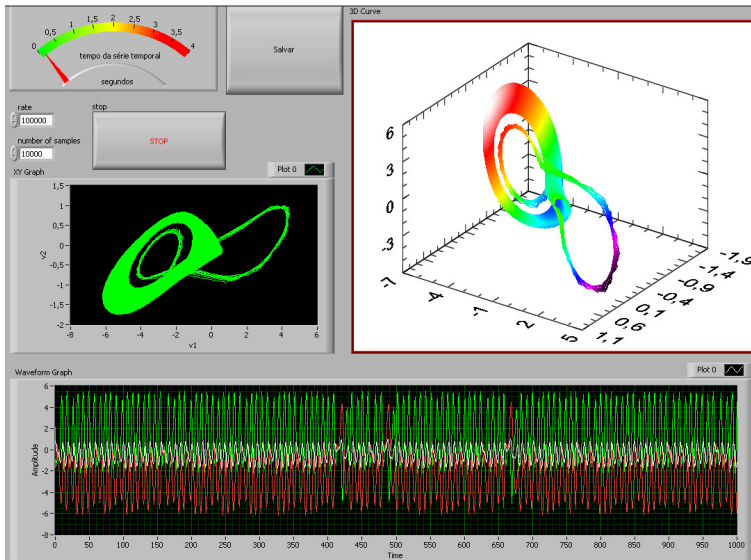 0 0,5 1 1,5 2 2,5 3 3,5 4
tempo da série temporal
segundos
Salvar
rate
100000
stop
STOP
number of samples
10000
XY Graph
Plot 0
1,5
1
0,5
0
-0,5
-1
-1,5
-2
v2
-8 -6 -4 -2 0 2 4 6
v1
3D Curve
6
3
0
-3
-7 -4 -1 2 5
-1,9
-1,4
-0,9
-0,4
0,1
0,6
1,1
Waveform Graph
Plot 0
6
4
2
0
-2
-4
-6
-8
Amplitude
0 50 100 150 200 250 300 350 400 450 500 550 600 650 700 750 800 850 900 950 1000
Time